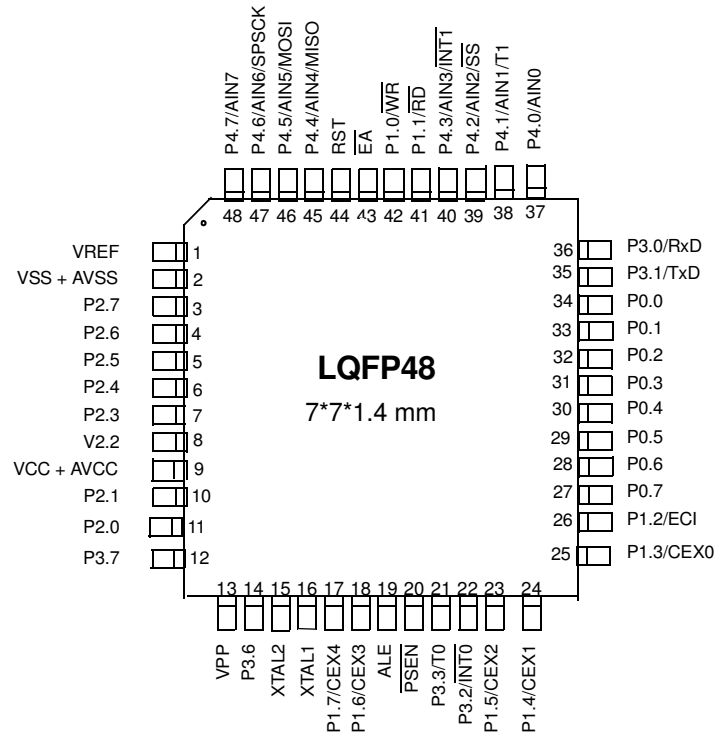 P4.7/AIN7
P4.6/AIN6/SPSCK
P4.5/AIN5/MOSI
P4.4/AIN4/MISO
RST
EA
P1.0/WR
P1.1/RD
P4.3/AIN3/INT1
P4.2/AIN2/SS
P4.1/AIN1/T1
P4.0/AIN0
48 47 46 45 44 43 42 41 40 39 38 37
VREF 1
VSS + AVSS 2
P2.7 3
P2.6 4
P2.5 5
P2.4 6
P2.3 7
V2.2 8
VCC + AVCC 9
P2.1 10
P2.0 11
P3.7 12
LQFP48
7*7*1.4 mm
36 P3.0/RxD
35 P3.1/TxD
34 P0.0
33 P0.1
32 P0.2
31 P0.3
30 P0.4
29 P0.5
28 P0.6
27 P0.7
26 P1.2/ECI
25 P1.3/CEX0
13 14 15 16 17 18 19 20 21 22 23 24
VPP
P3.6
XTAL2
XTAL1
P1.7/CEX4
P1.6/CEX3
ALE
PSEN
P3.3/T0
P3.2/INT0
P1.5/CEX2
P1.4/CEX1